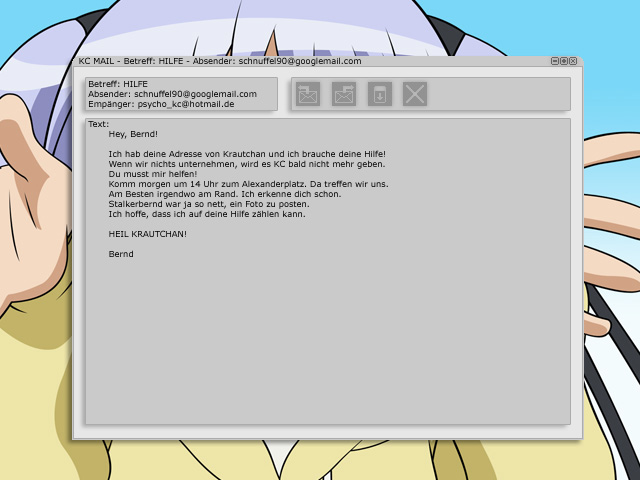 KC MAIL - Betreff: HILFE - Absender: schnuffel90@googlemail.com
Betreff: HILFE
Absender: schnuffel90@googlemail.com
Empänger: psycho_kc@hotmail.de
Text:
Hey, Bernd!
Ich hab deine Adresse von Krautchan und ich brauche deine Hilfe!
Wenn wir nichts unternehmen, wird es KC bald nicht mehr geben.
Du musst mir helfen!
Komm morgen um 14 Uhr zum Alexanderplatz. Da treffen wir uns.
Am Besten irgendwo am Rand. Ich erkenne dich schon.
Stalkerbernd war ja so nett, ein Foto zu posten.
Ich hoffe, dass ich auf deine Hilfe zählen kann.
HEIL KRAUTCHAN!
Bernd